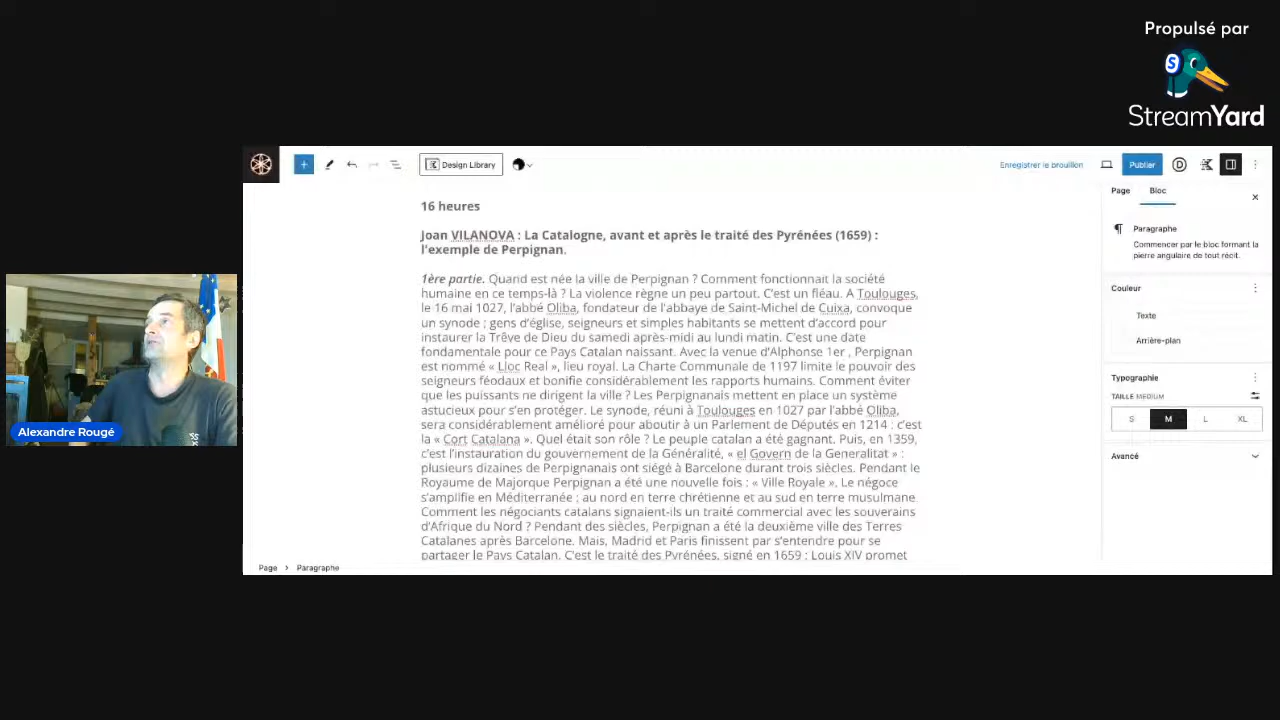 Propulsé par
S
StreamYard
Design Library
Enregistrer le brouillon
Publier
Page
Bloc
16 heures
Joan VILANOVA : La Catalogne, avant et après le traité des Pyrénées (1659) :
l'exemple de Perpignan.
1ère partie. Quand est née la ville de Perpignan ? Comment fonctionnait la société
humaine en ce temps-là ? La violence règne un peu partout. C'est un fléau. A Toulouges,
le 16 mai 1027, l'abbé Oliba, fondateur de l'abbaye de Saint-Michel de Cuixa, convoque
un synode ; gens d'église, seigneurs et simples habitants se mettent d'accord pour
instaurer la Trêve de Dieu du samedi après-midi au lundi matin. C'est une date
fondamentale pour ce Pays Catalan naissant. Avec la venue d'Alphonse 1er , Perpignan
est nommé « Lloc Real », lieu royal. La Charte Communale de 1197 limite le pouvoir des
seigneurs féodaux et bonifie considérablement les rapports humains. Comment éviter
que les puissants ne dirigent la ville ? Les Perpignanais mettent en place un système
astucieux pour s'en protéger. Le synode, réuni à Toulouges en 1027 par l'abbé Oliba,
sera considérablement amélioré pour aboutir à un Parlement de Députés en 1214 : c'est
la « Cort Catalana ». Quel était son rôle ? Le peuple catalan a été gagnant. Puis, en 1359,
c'est l'instauration du gouvernement de la Généralité, « el Govern de la Generalitat » :
plusieurs dizaines de Perpignanais ont siégé à Barcelone durant trois siècles. Pendant le
Royaume de Majorque Perpignan a été une nouvelle fois : « Ville Royale ». Le négoce
s'amplifie en Méditerranée ; au nord en terre chrétienne et au sud en terre musulmane.
Comment les négociants catalans signaient-ils un traité commercial avec les souverains
d'Afrique du Nord ? Pendant des siècles, Perpignan a été la deuxième ville des Terres
Catalanes après Barcelone. Mais, Madrid et Paris finissent par s'entendre pour se
partager le Pays Catalan. C'est le traité des Pyrénées, signé en 1659 : Louis XIV promet
Paragraphe
Commencer par le bloc formant la
pierre angulaire de tout récit.
Couleur
Texte
Arrière-plan
Typographie
TAILLE MEDIUM
S M L XL
Avancé
Alexandre Rougé
Page > Paragraphe